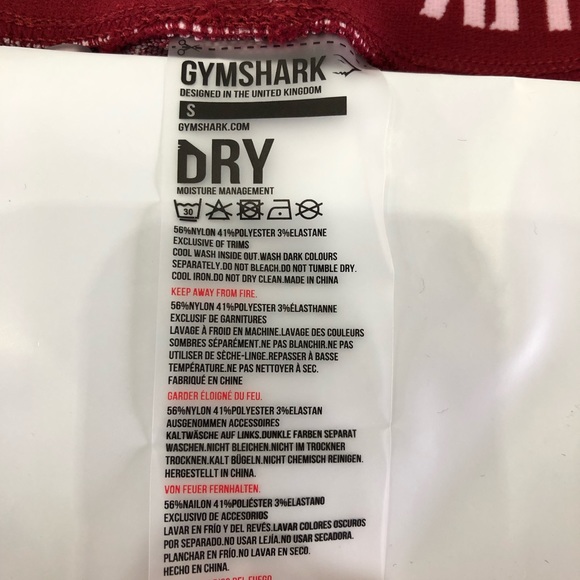 GYMSHARK
DESIGNED IN THE UNITED KINGDOM
S
GYMSHARK.COM
DRY
MOISTURE MANAGEMENT
30
56%NYLON 41%POLYESTER 3%ELASTANE
EXCLUSIVE OF TRIMS
COOL WASH INSIDE OUT.WASH DARK COLOURS
SEPARATELY.DO NOT BLEACH.DO NOT TUMBLE DRY.
COOL IRON.DO NOT DRY CLEAN.MADE IN CHINA
KEEP AWAY FROM FIRE.
56%NYLON 41%POLYESTER 3%ÉLASTHANNE
EXCLUSIF DE GARNITURES
LAVAGE À FROID EN MACHINE.LAVAGE DES COULEURS
SOMBRES SÉPARÉMENT.NE PAS BLANCHIR.NE PAS
UTILISER DE SÈCHE-LINGE.REPASSER À BASSE
TEMPÉRATURE.NE PAS NETTOYER À SEC.
FABRIQUÉ EN CHINE
GARDER ÉLOIGNÉ DU FEU.
56%NYLON 41%POLYESTER 3%ELASTAN
AUSGENOMMEN ACCESSOIRES
KALTWÄSCHE AUF LINKS.DUNKLE FARBEN SEPARAT
WASCHEN.NICHT BLEICHEN.NICHT IM TROCKNER
TROCKNEN.KALT BÜGELN.NICHT CHEMISCH REINIGEN.
HERGESTELLT IN CHINA.
VON FEUER FERNHALTEN.
56%NAILON 41%POLIÉSTER 3%ELASTANO
EXCLUSIVO DE ACCESORIOS
LAVAR EN FRÍO Y DEL REVÉS.LAVAR COLORES OSCUROS
POR SEPARADO.NO USAR LEJÍA.NO USAR SECADORA.
PLANCHAR EN FRÍO.NO LAVAR EN SECO.
HECHO EN CHINA.
DEL FUEGO